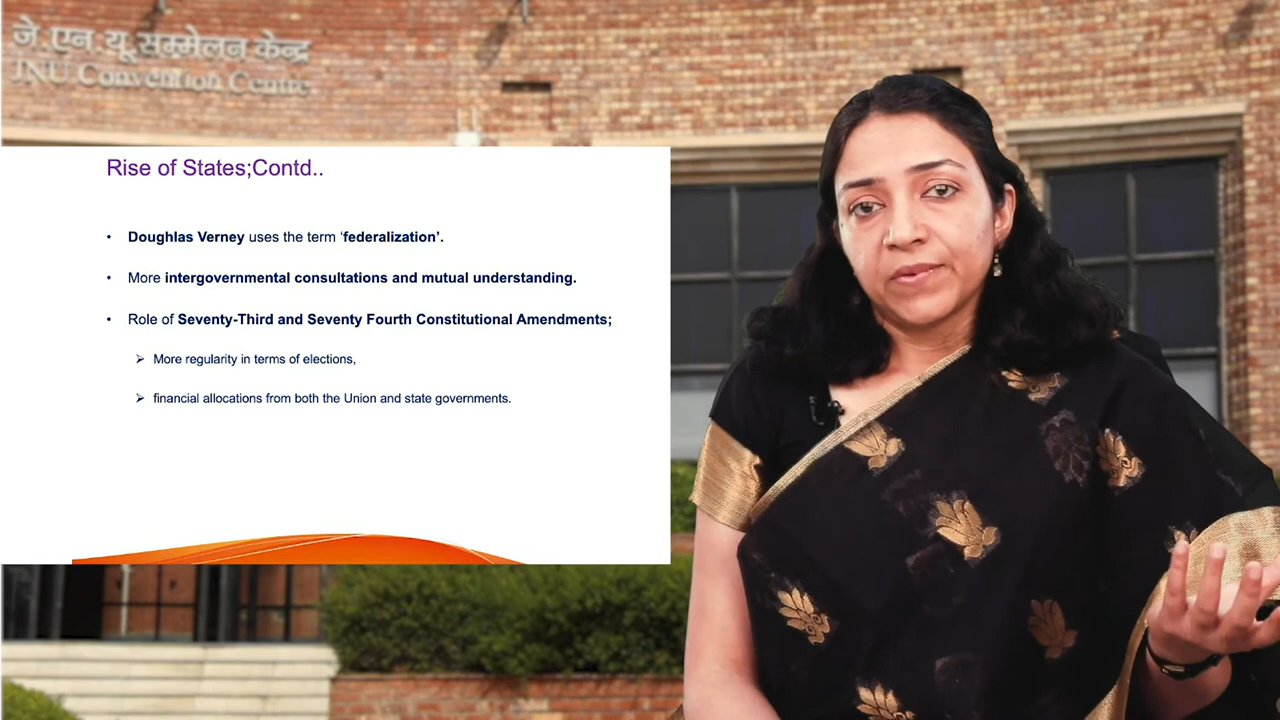 जे.एन.यू.सम्मेलन केन्द्र
JNU Convention Centre
Rise of States;Contd..
• Doughlas Verney uses the term ‘federalization’.
• More intergovernmental consultations and mutual understanding.
• Role of Seventy-Third and Seventy Fourth Constitutional Amendments;
➢ More regularity in terms of elections,
➢ financial allocations from both the Union and state governments.